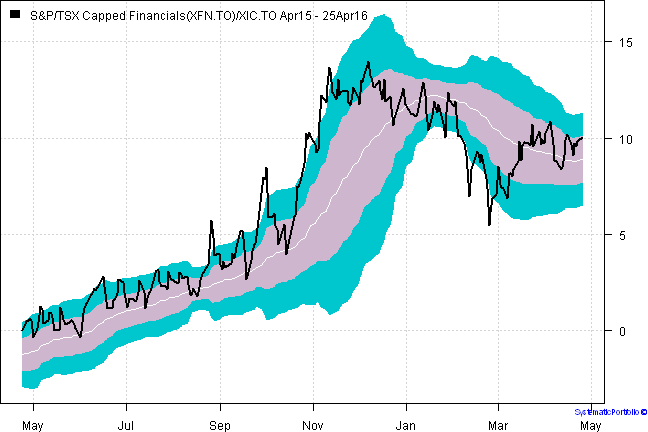 S&P/TSX Capped Financials(XFN.TO)/XIC.TO Apr15 - 25Apr16
15
10
5
0
SystematicPortfolio ©
May Jul Sep Nov Jan Mar May